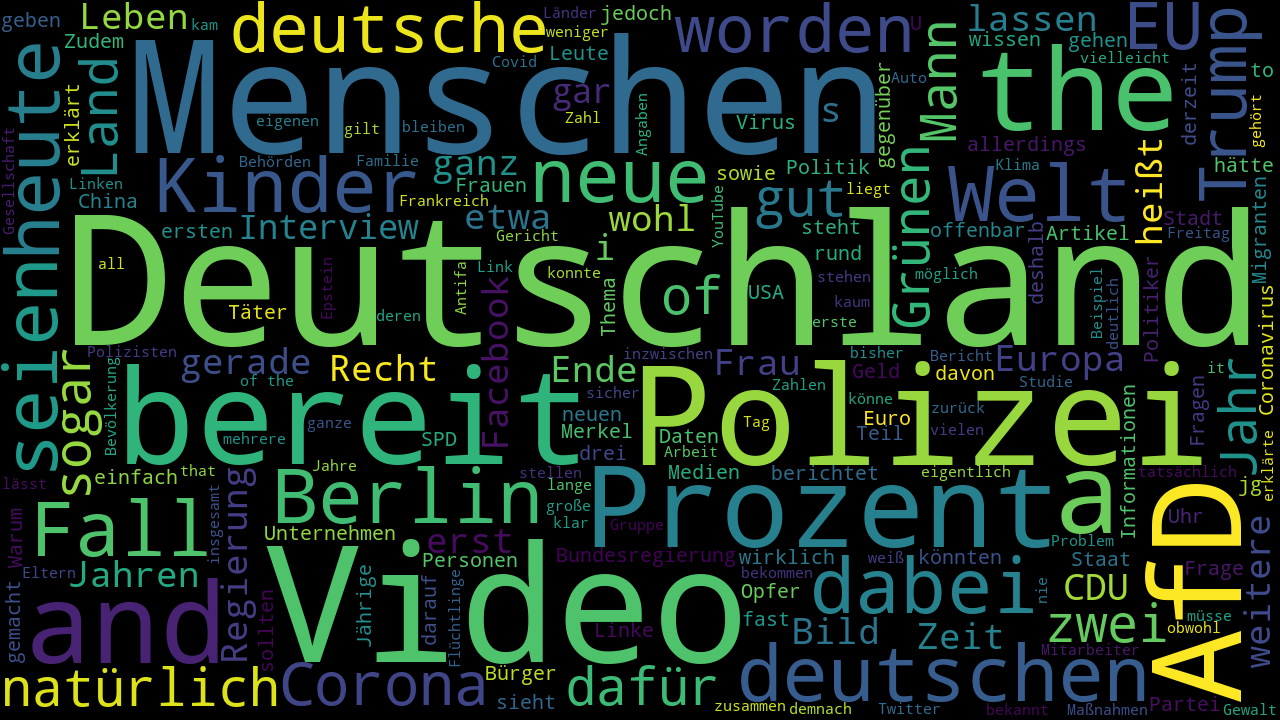 geben
Leben
kam
Zudem
deutsche
Länder
jedoch
weniger
Leute
worden
U
lassen
wissen
gehen
EU
vielleicht
Trump
to
heute
erklärt
Land
Menschen
Covid
gar
Zahl
Angaben
Virus
s
gegenüber
Auto
Mann
the
derzeit
gehört
eigenen
gilt
bleiben
allerdings
Gesellschaft
Linken
China
Kinder
Behörden
Familie
ganz
Frauen
Frankreich
neue
sowie
Politik
gut
liegt
Grünen
Welt
Klima
heißt
hätte
Stadt
Freitag
Migranten
ersten
Interview
etwa
Gericht
wohl
YouTube
steht
rund
offenbar
deshalb
Artikel
all
Deutschland
Täter
Epstein
deren
Antifa
Link
konnte
i
Thema
of
USA
stehen
kaum
erste
möglich
Beispiel
deutlich
Politiker
Coronavirus
seien
sogar
Polizisten
gerade
of the
Recht
Facebook
Ende
inzwischen
sicher
Frau
bisher
Geld
Bericht
davon
Europa
Studie
Jahr
it
Bevölkerung
bereit
mehrere
ganze
SPD
neuen
Merkel
drei
Polizei
Daten
Arbeit
Zahlen
Tag
könne
Euro
Teil
zurück
vielen
Informationen
Fragen
erklärte
einfach
that
Jahre
lässt
stellen
lange
große
klar
Medien
berichtet
eigentlich
tatsächlich
jg
Warum
Fall
insgesamt
Regierung
Berlin
Unternehmen
erst
Prozent
Gruppe
a
Uhr
AfD
weitere
Problem
Eltern
Jahren
Personen
Bundesregierung
wirklich
bekommen
weiß
könnten
Staat
Frage
gemacht
and
sollten
Video
Jährige
darauf
Flüchtlinge
Opfer
fast
Linke
dabei
nie
CDU
zwei
müsse
obwohl
Bild
Zeit
Mitarbeiter
natürlich
Corona
Bürger
sieht
dafür
zusammen
demnach
deutschen
Twitter
bekannt
Maßnahmen
Partei
Gewalt